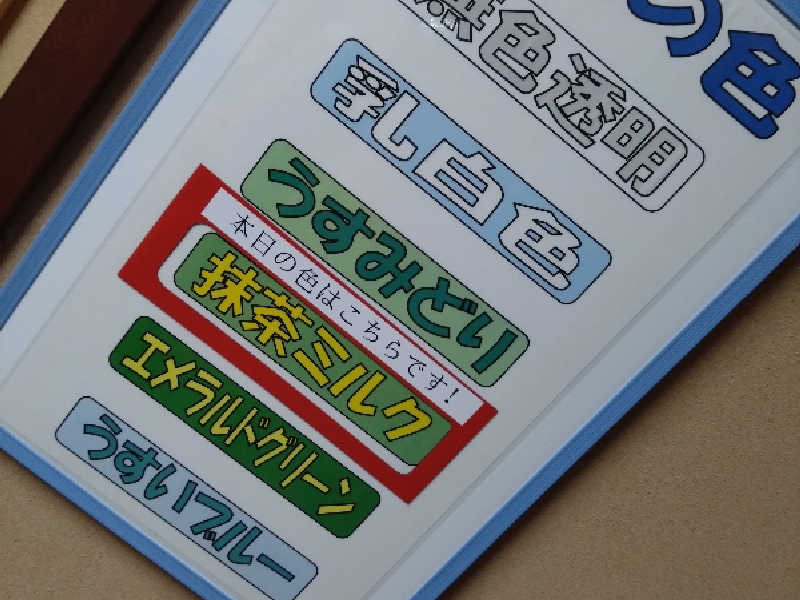 の色
無色透明
乳白色
うすみどり
本日の色はこちらです!
抹茶ミルク
エメラルドグリーン
うすいブルー